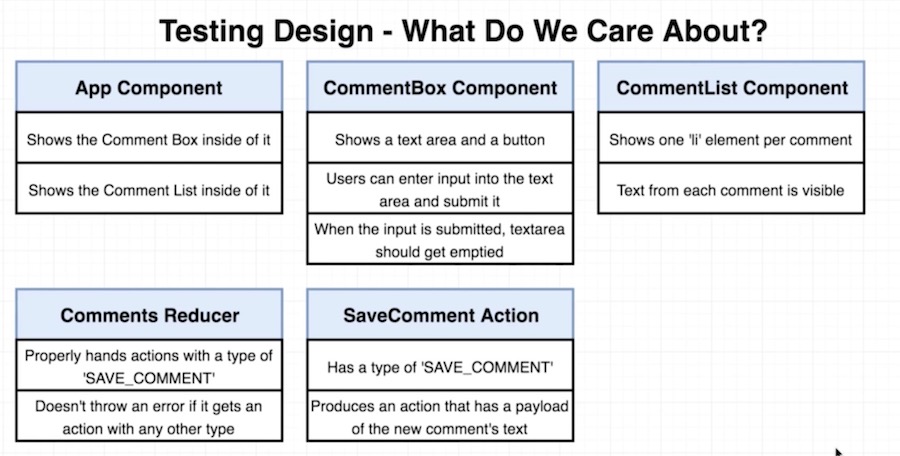 Testing Design - What Do We Care About?
App Component
Shows the Comment Box inside of it
Shows the Comment List inside of it
CommentBox Component
Shows a text area and a button
Users can enter input into the text
area and submit it
When the input is submitted, textarea
should get emptied
CommentList Component
Shows one 'li' element per comment
Text from each comment is visible
Comments Reducer
Properly hands actions with a type of
'SAVE_COMMENT'
Doesn't throw an error if it gets an
action with any other type
SaveComment Action
Has a type of 'SAVE_COMMENT'
Produces an action that has a payload
of the new comment's text